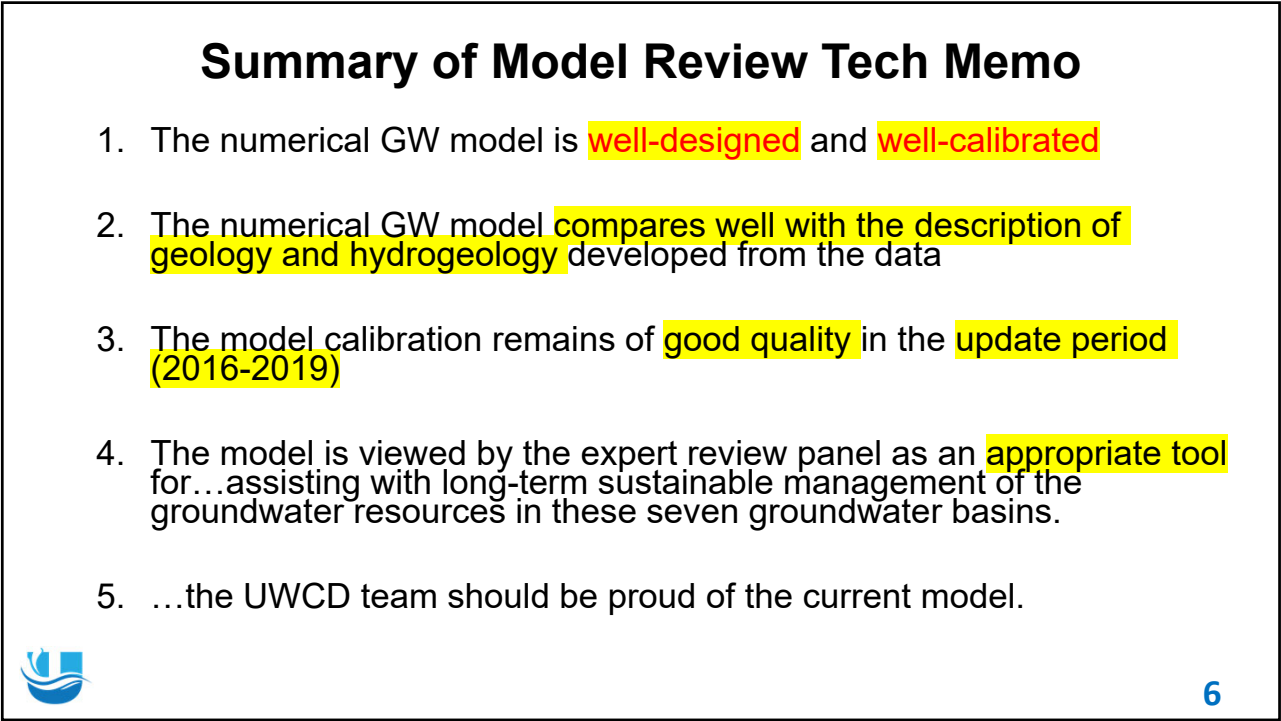 Summary of Model Review Tech Memo
1. The numerical GW model is well-designed and well-calibrated
2. The numerical GW model compares well with the description of
geology and hydrogeology developed from the data
3. The model calibration remains of good quality in the update period
(2016-2019)
4. The model is viewed by the expert review panel as an appropriate tool
for…assisting with long-term sustainable management of the
groundwater resources in these seven groundwater basins.
5. …the UWCD team should be proud of the current model.
6